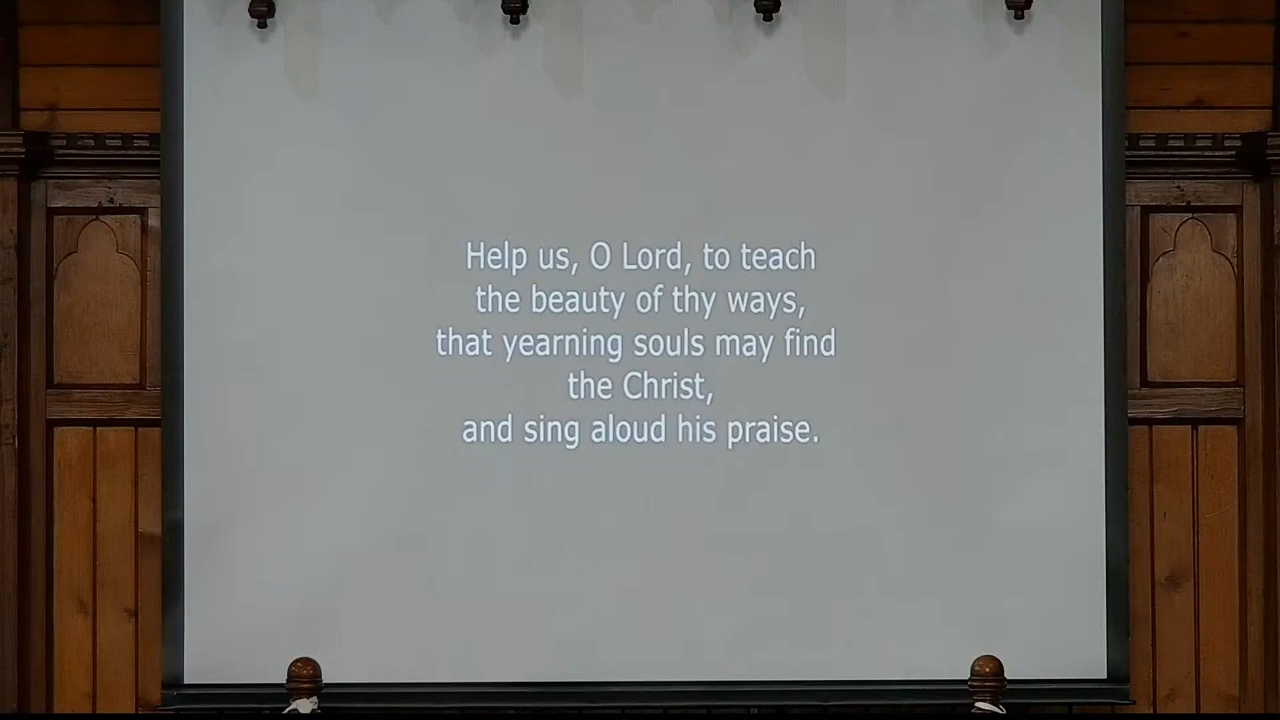 Help us, O Lord, to teach
the beauty of thy ways,
that yearning souls may find
the Christ,
and sing aloud his praise.